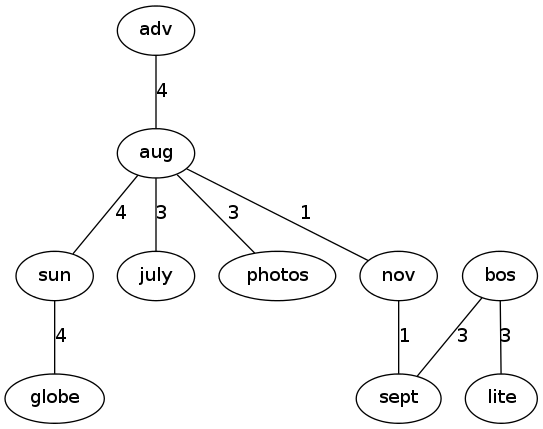 adv
4
aug
4 3 3 1
sun july photos nov bos
4 1 3 3
globe sept lite